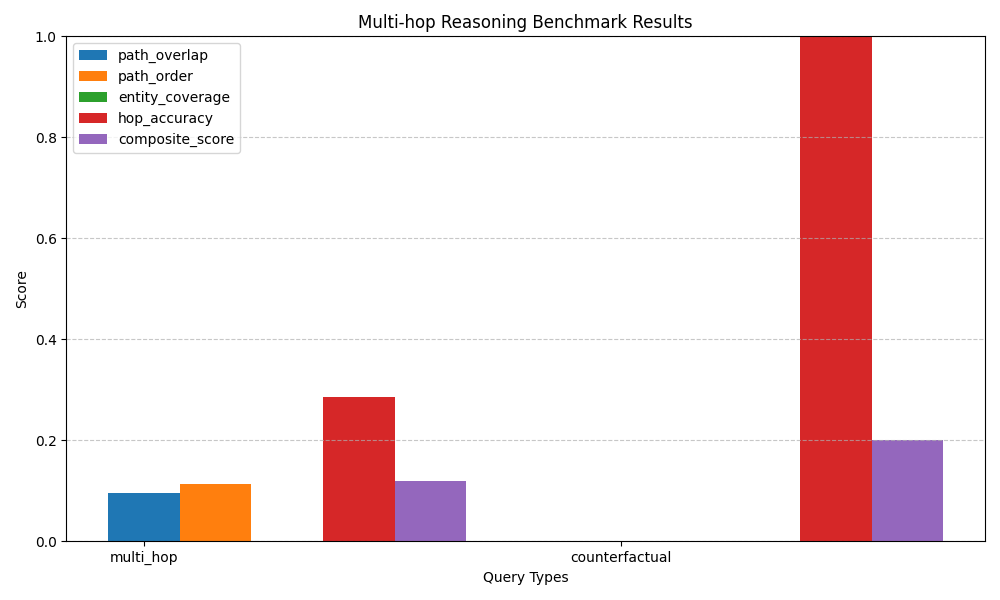 Multi-hop Reasoning Benchmark Results
1.0
0.8
0.6
0.4
0.2
0.0
Score
path_overlap
path_order
entity_coverage
hop_accuracy
composite_score
multi_hop
counterfactual
Query Types